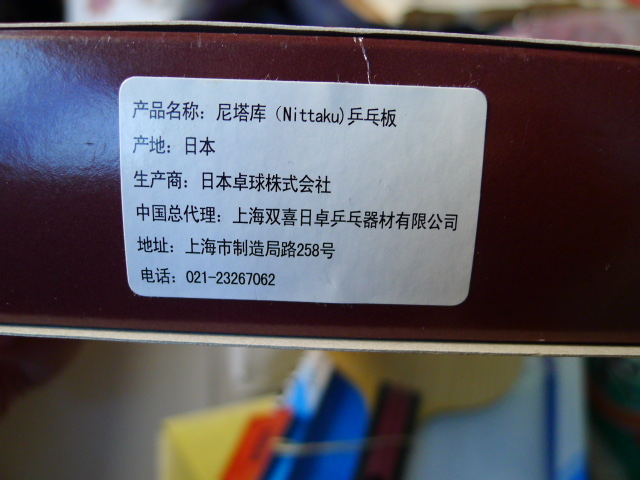 产品名称：尼塔库（Nittaku)乒乓板
产地：日本
生产商：日本卓球株式会社
中国总代理：上海双喜日卓乒乓器材有限公司
地址：上海市制造局路258号
电话：021-23267062